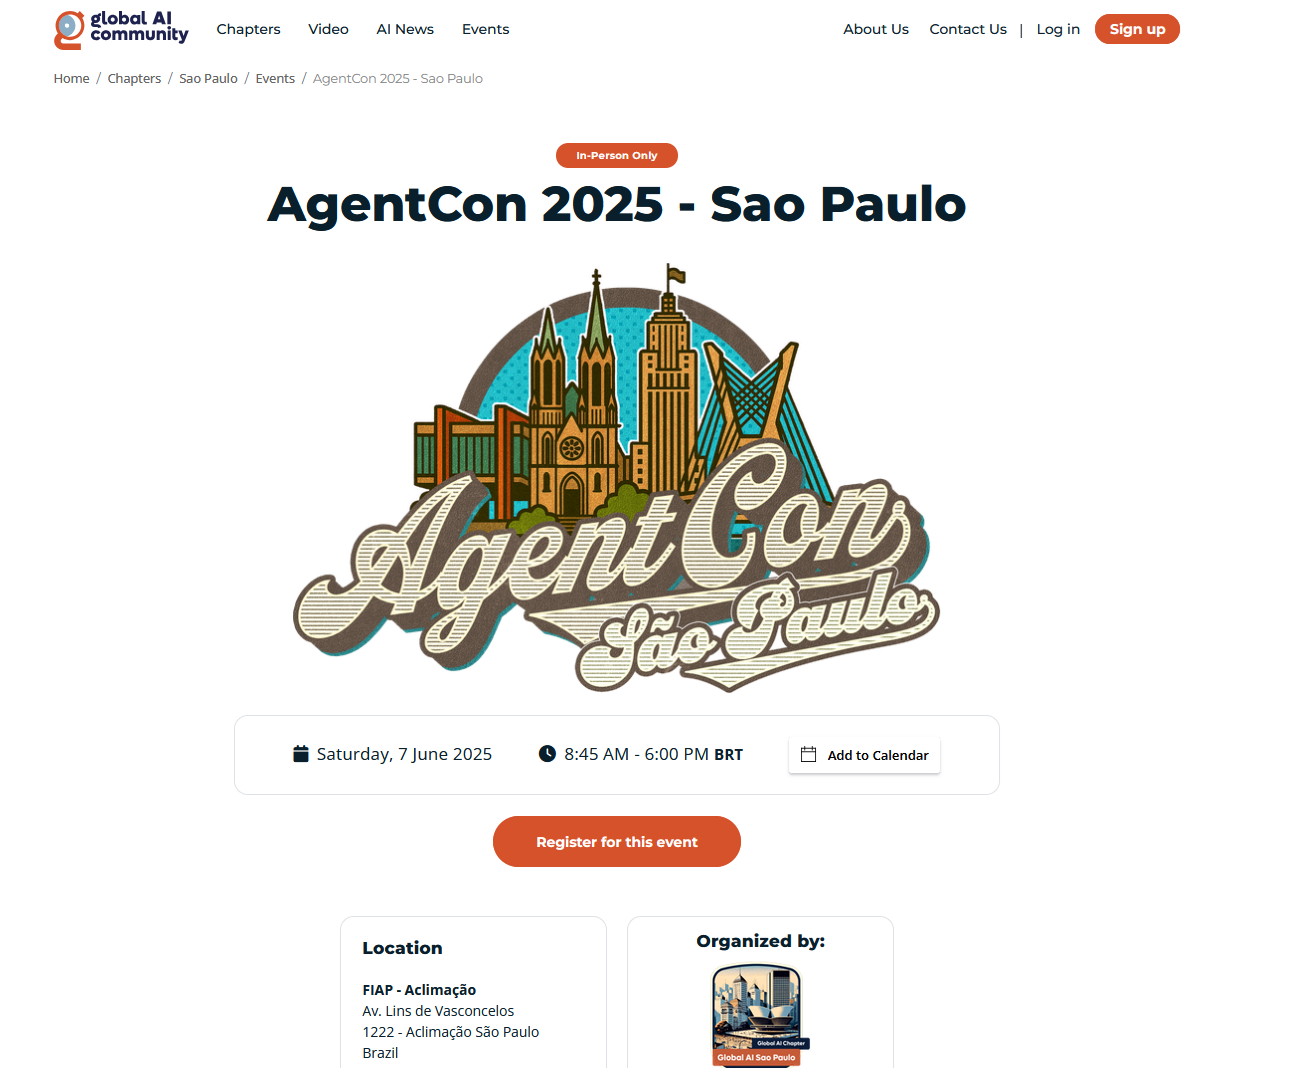 global AI
community
Chapters Video AI News Events About Us Contact Us | Log in Sign up
Home / Chapters / Sao Paulo / Events / AgentCon 2025 - Sao Paulo
In-Person Only
AgentCon 2025 - Sao Paulo
AgentCon
São Paulo
Saturday, 7 June 2025 8:45 AM - 6:00 PM BRT Add to Calendar
Register for this event
Location
FIAP - Aclimação
Av. Lins de Vasconcelos
1222 - Aclimação São Paulo
Brazil
Organized by:
Global AI Chapter
Global AI Sao Paulo